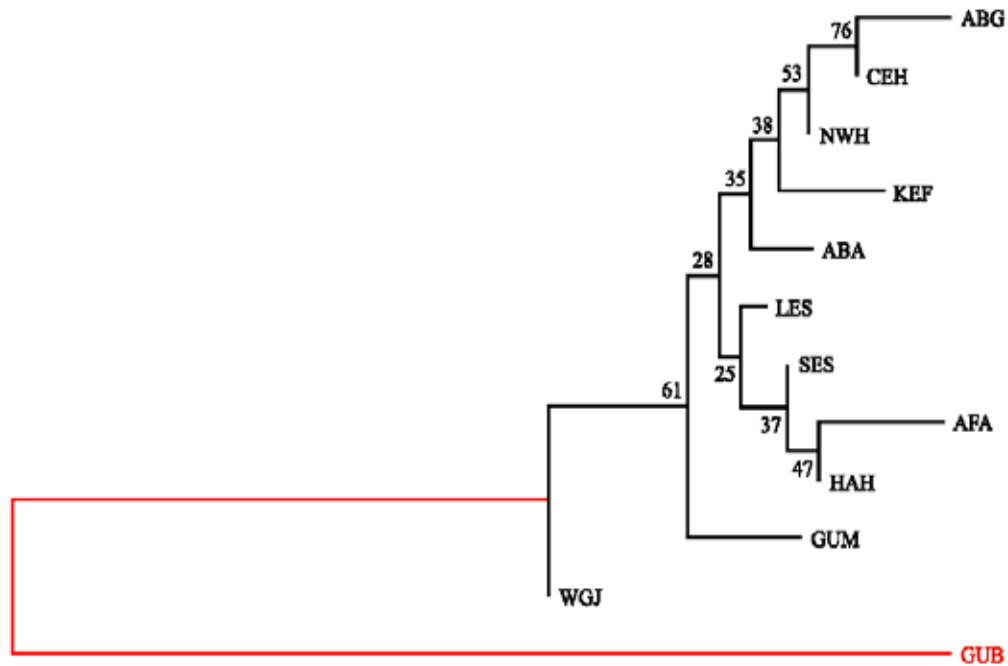 ABG
76
CEH
53
NWH
38
KEF
35
ABA
28
LES
25
SES
37
AFA
47
HAH
61
GUM
WGJ
GUB